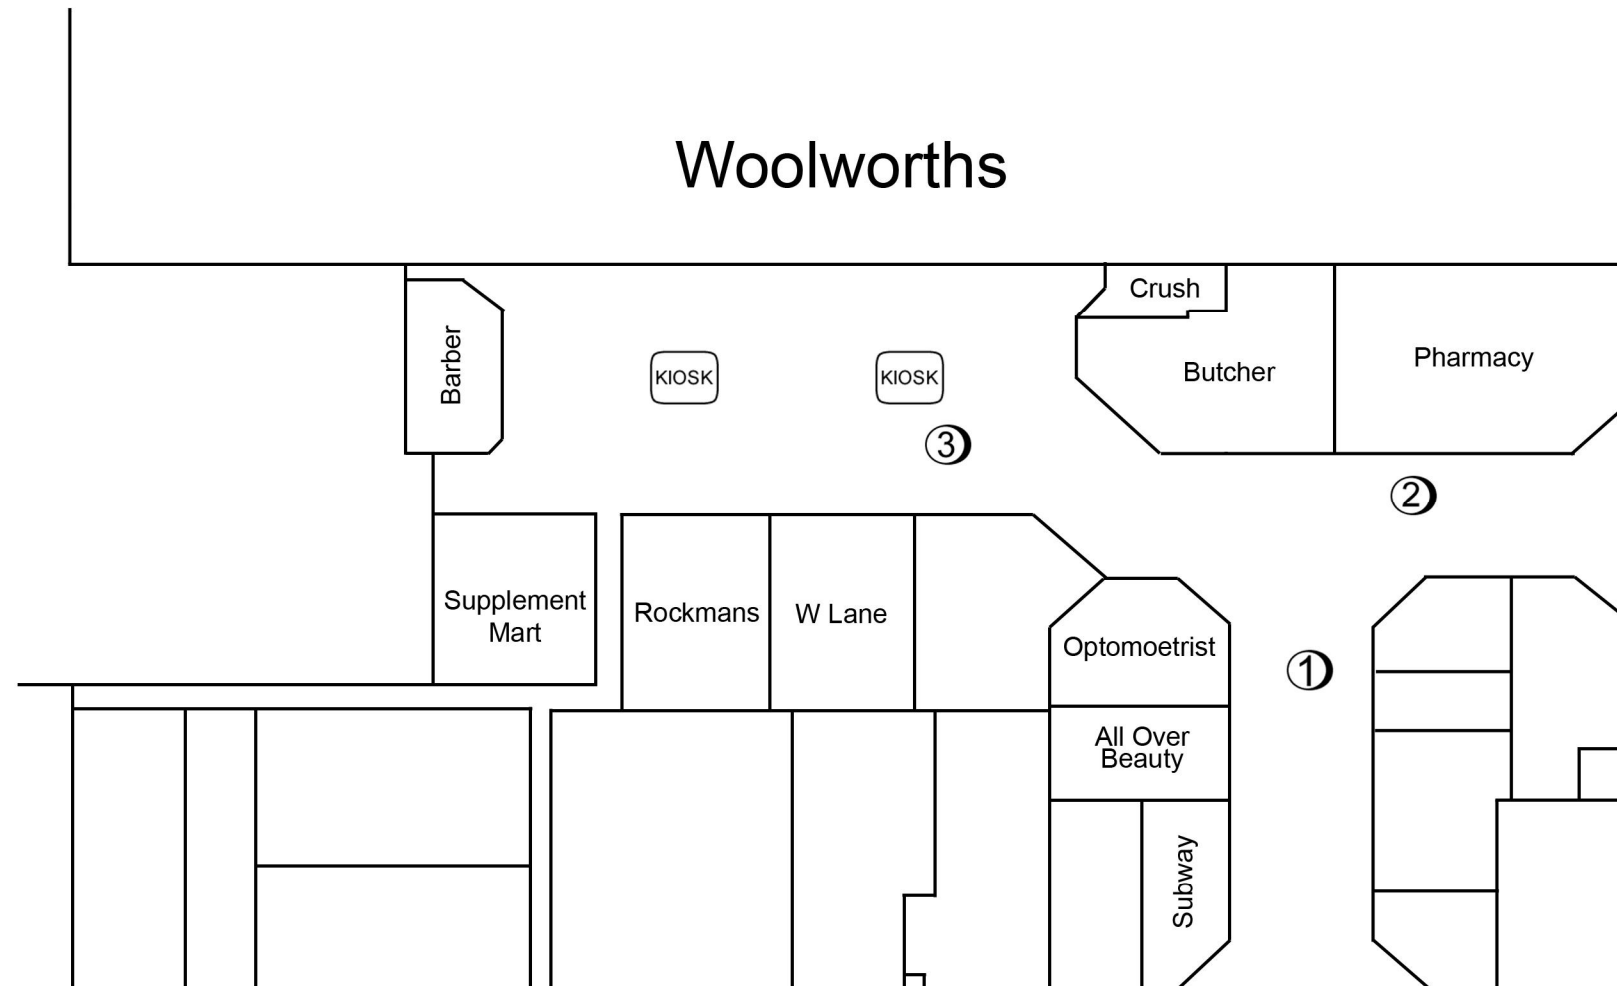 Woolworths
Crush
Barber
KIOSK
KIOSK
Butcher
Pharmacy
3
2
Supplement
Mart
Rockmans
W Lane
Optomoetrist
1
All Over
Beauty
Subway